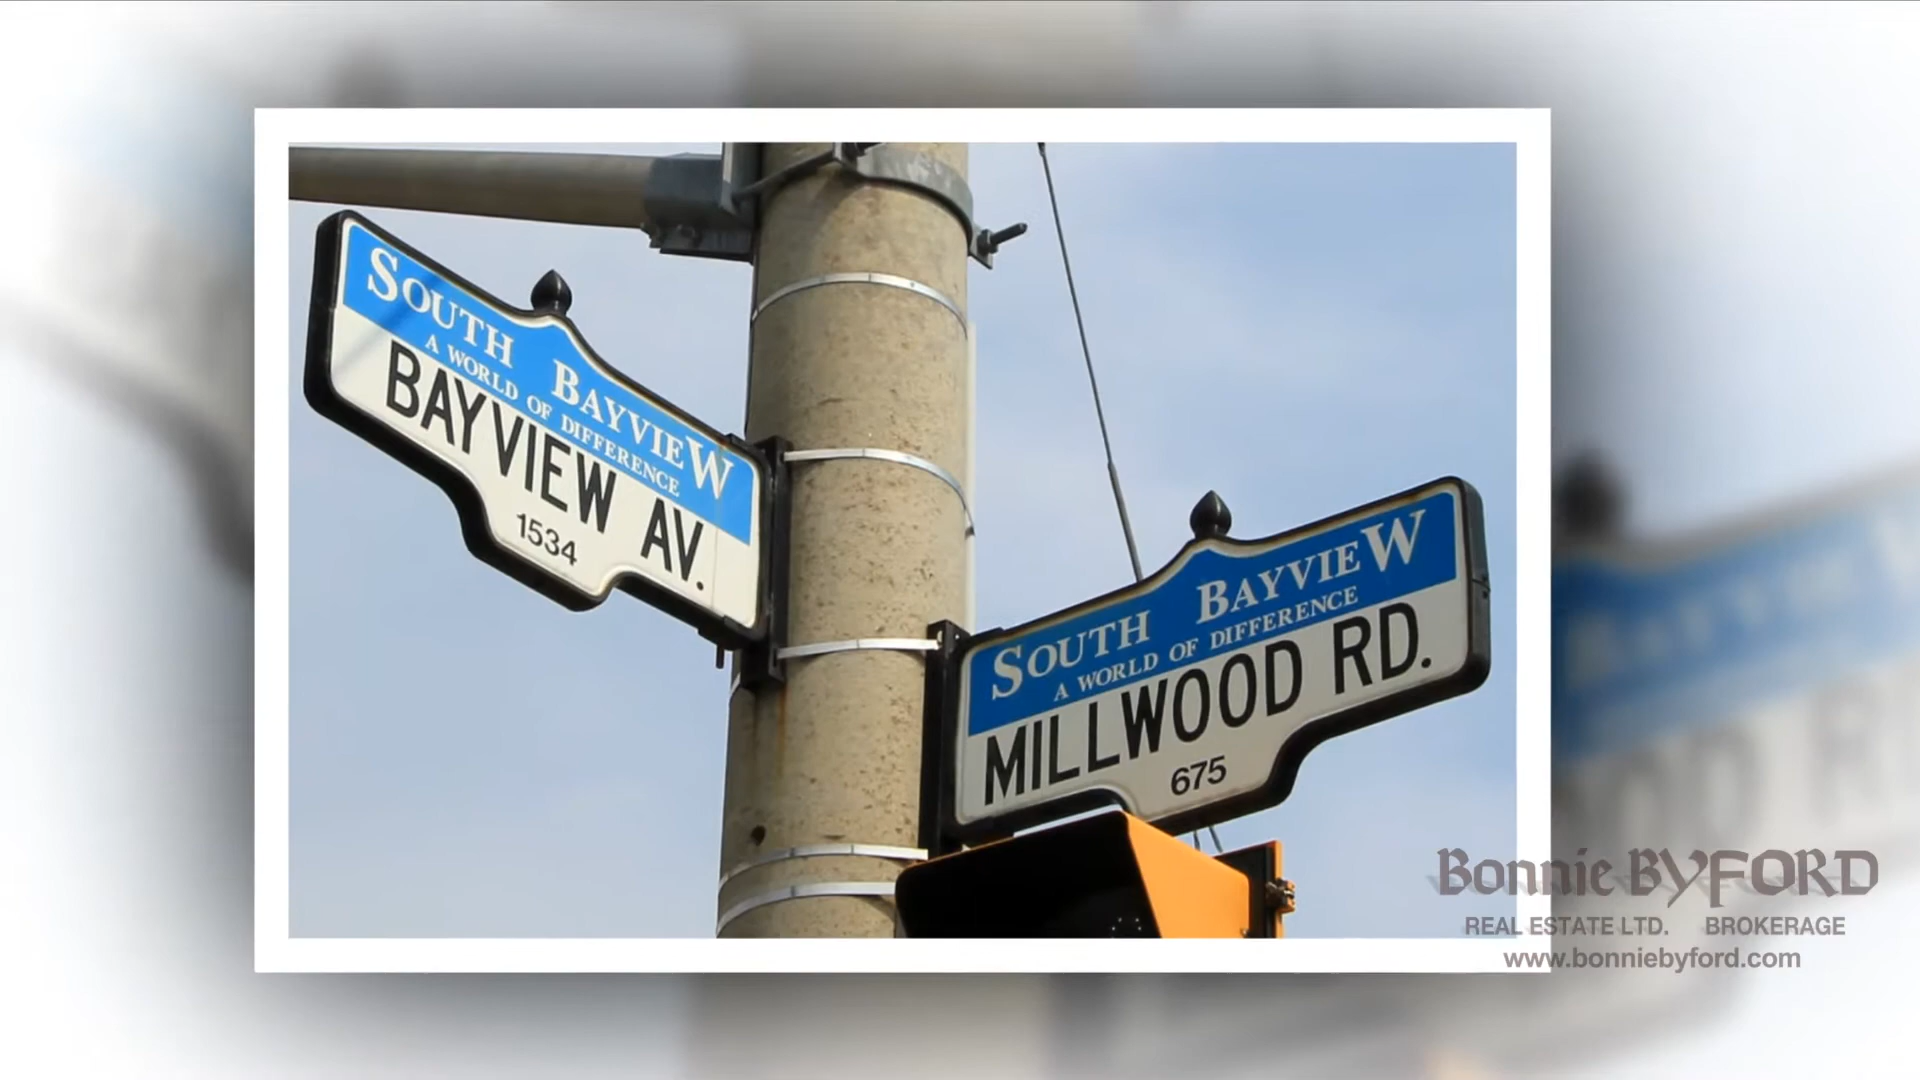 SOUTH BAYVIEW
A WORLD OF DIFFERENCE
BAYVIEW AV.
1534
SOUTH BAYVIEW
A WORLD OF DIFFERENCE
MILLWOOD RD.
675
Bonnie BYFORD
REAL ESTATE LTD. BROKERAGE
www.bonniebyford.com